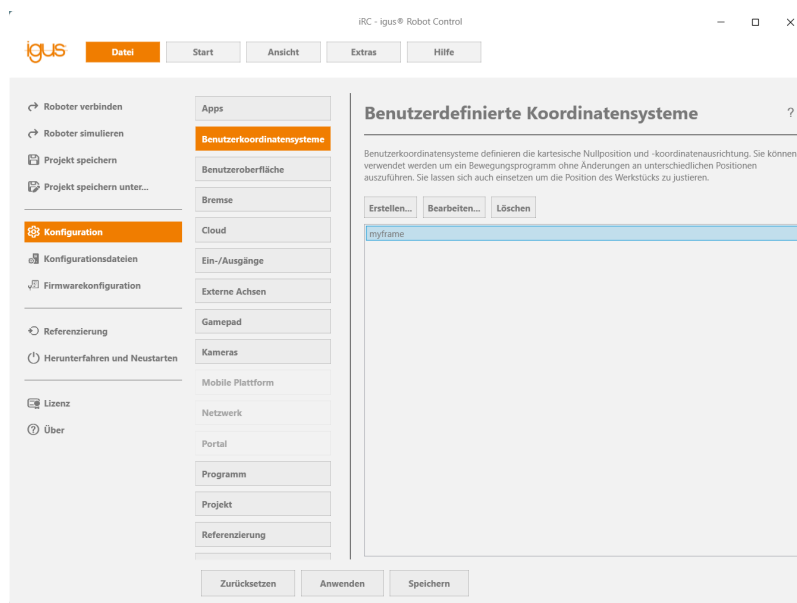 iRC - igus® Robot Control
igus
Datei
Start
Ansicht
Extras
Hilfe
Roboter verbinden
Roboter simulieren
Projekt speichern
Projekt speichern unter...
Konfiguration
Konfigurationsdateien
Firmwarekonfiguration
Referenzierung
Herunterfahren und Neustarten
Lizenz
Über
Apps
Benutzerkoordinatensysteme
Benutzeroberfläche
Bremse
Cloud
Ein-/Ausgänge
Externe Achsen
Gamepad
Kameras
Mobile Plattform
Netzwerk
Portal
Programm
Projekt
Referenzierung
Benutzerdefinierte Koordinatensysteme
?
Benutzerkoordinatensysteme definieren die kartesische Nullposition und -koordinatenausrichtung. Sie können
verwendet werden um ein Bewegungsprogramm ohne Änderungen an unterschiedlichen Positionen
auszuführen. Sie lassen sich auch einsetzen um die Position des Werkstücks zu justieren.
Erstellen...
Bearbeiten...
Löschen
myframe
Zurücksetzen
Anwenden
Speichern